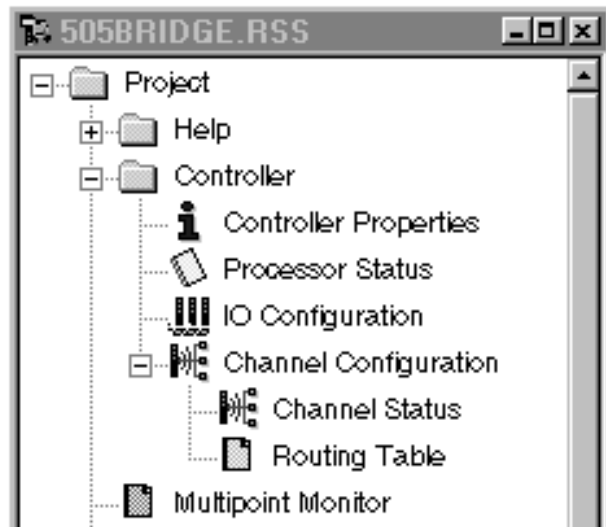 505BRIDGE.RSS
Project
Help
Controller
Controller Properties
Processor Status
IO Configuration
Channel Configuration
Channel Status
Routing Table
Multipoint Monitor